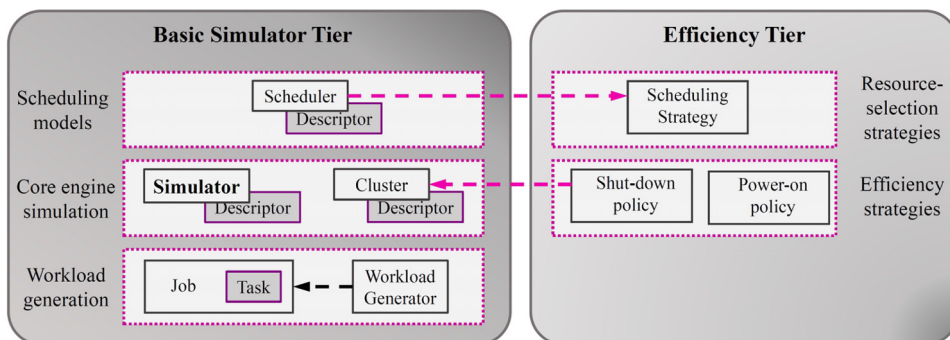 Basic Simulator Tier
Scheduling
models
Scheduler
Descriptor
Core engine
simulation
Simulator
Descriptor
Cluster
Descriptor
Workload
generation
Job
Task
Workload
Generator
Efficiency Tier
Scheduling
Strategy
Resource-
selection
strategies
Shut-down
policy
Power-on
policy
Efficiency
strategies